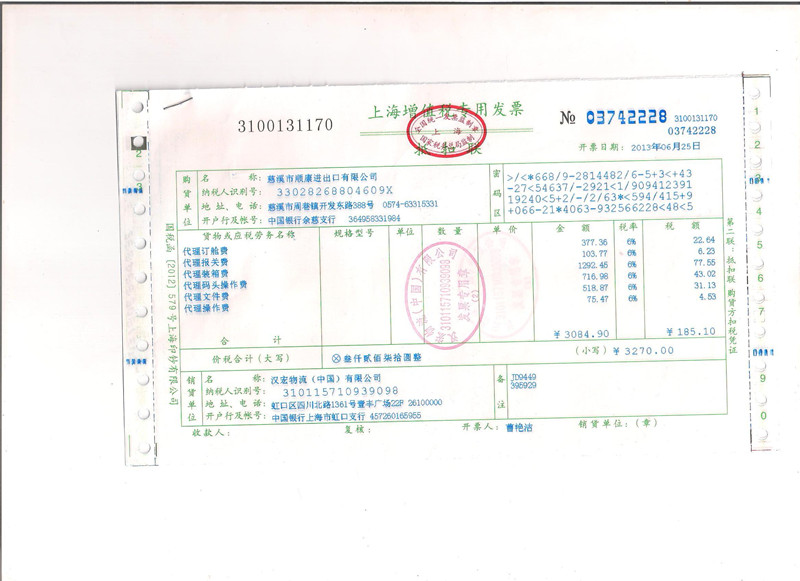 上海增值税专用发票
3100131170
抵扣联
№ 03742228 3100131170
03742228
开票日期：2013年06月25日
全国统一发票监制章
上海
国家税务总局监制
购货单位
名 称：慈溪市顺康进出口有限公司
纳税人识别号：33028268804609X
地 址、电 话：慈溪市周巷镇开发东路388号 0574-63315331
开户行及帐号：中国银行余慈支行 364958331984
密码区
>/<*668/9-2814482/6-5+3<+43
-27<54637/-2921<1/909412391
19240<5+2/-/2/63*<594/415+9
+066-21*4063-932566228<48<5
货物或应税劳务名称 规格型号 单位 数量 单价 金额 税率 税额
代理订舱费 377.36 6% 22.64
代理报关费 103.77 6% 6.23
代理装箱费 1292.45 6% 77.55
代理码头操作费 716.98 6% 43.02
代理文件费 518.87 6% 31.13
代理操作费 75.47 6% 4.53
合 计 ￥3084.90 ￥185.10
价税合计（大写） ⊗叁仟贰佰柒拾圆整 （小写）￥3270.00
销货单位
名 称：汉宏物流（中国）有限公司
纳税人识别号：310115710939098
地 址、电 话：虹口区四川北路1361号壹丰广场22F 26100000
开户行及帐号：中国银行上海市虹口支行 457260165955
备注
JD9449
395929
收款人： 复核： 开票人：曹艳洁 销货单位：（章）
国税函〔2012〕579号上海印钞有限公司
第二联：抵扣联 购货方扣税凭证
（中国）有限公司
310115710939098
发票专用章
(2)